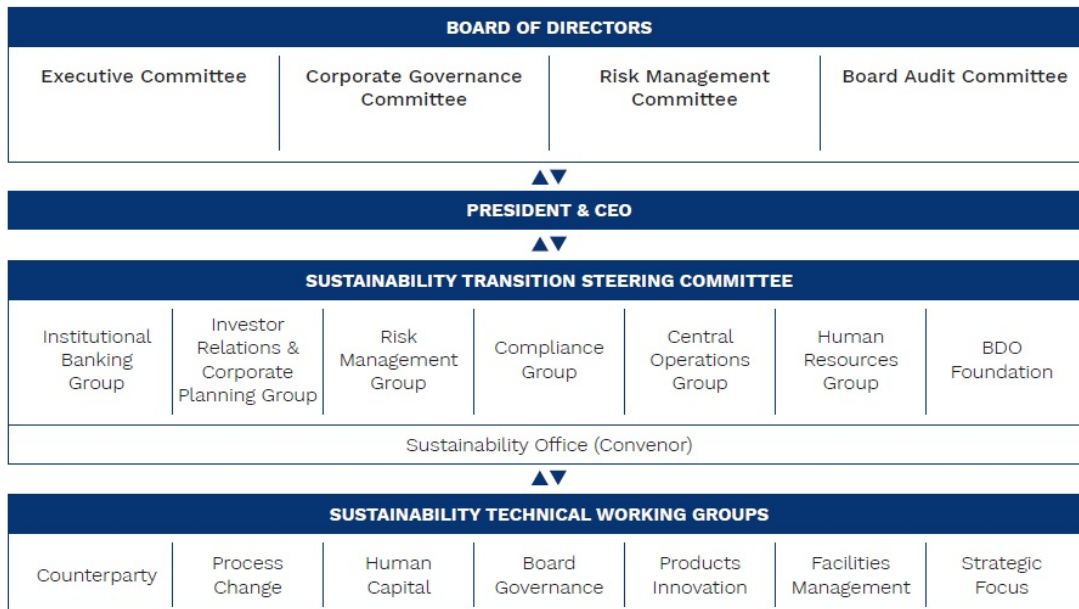 BOARD OF DIRECTORS
Executive Committee
Corporate Governance
Committee
Risk Management
Committee
Board Audit Committee
PRESIDENT & CEO
SUSTAINABILITY TRANSITION STEERING COMMITTEE
Institutional
Banking
Group
Investor
Relations &
Corporate
Planning Group
Risk
Management
Group
Compliance
Group
Central
Operations
Group
Human
Resources
Group
BDO
Foundation
Sustainability Office (Convenor)
SUSTAINABILITY TECHNICAL WORKING GROUPS
Counterparty
Process
Change
Human
Capital
Board
Governance
Products
Innovation
Facilities
Management
Strategic
Focus